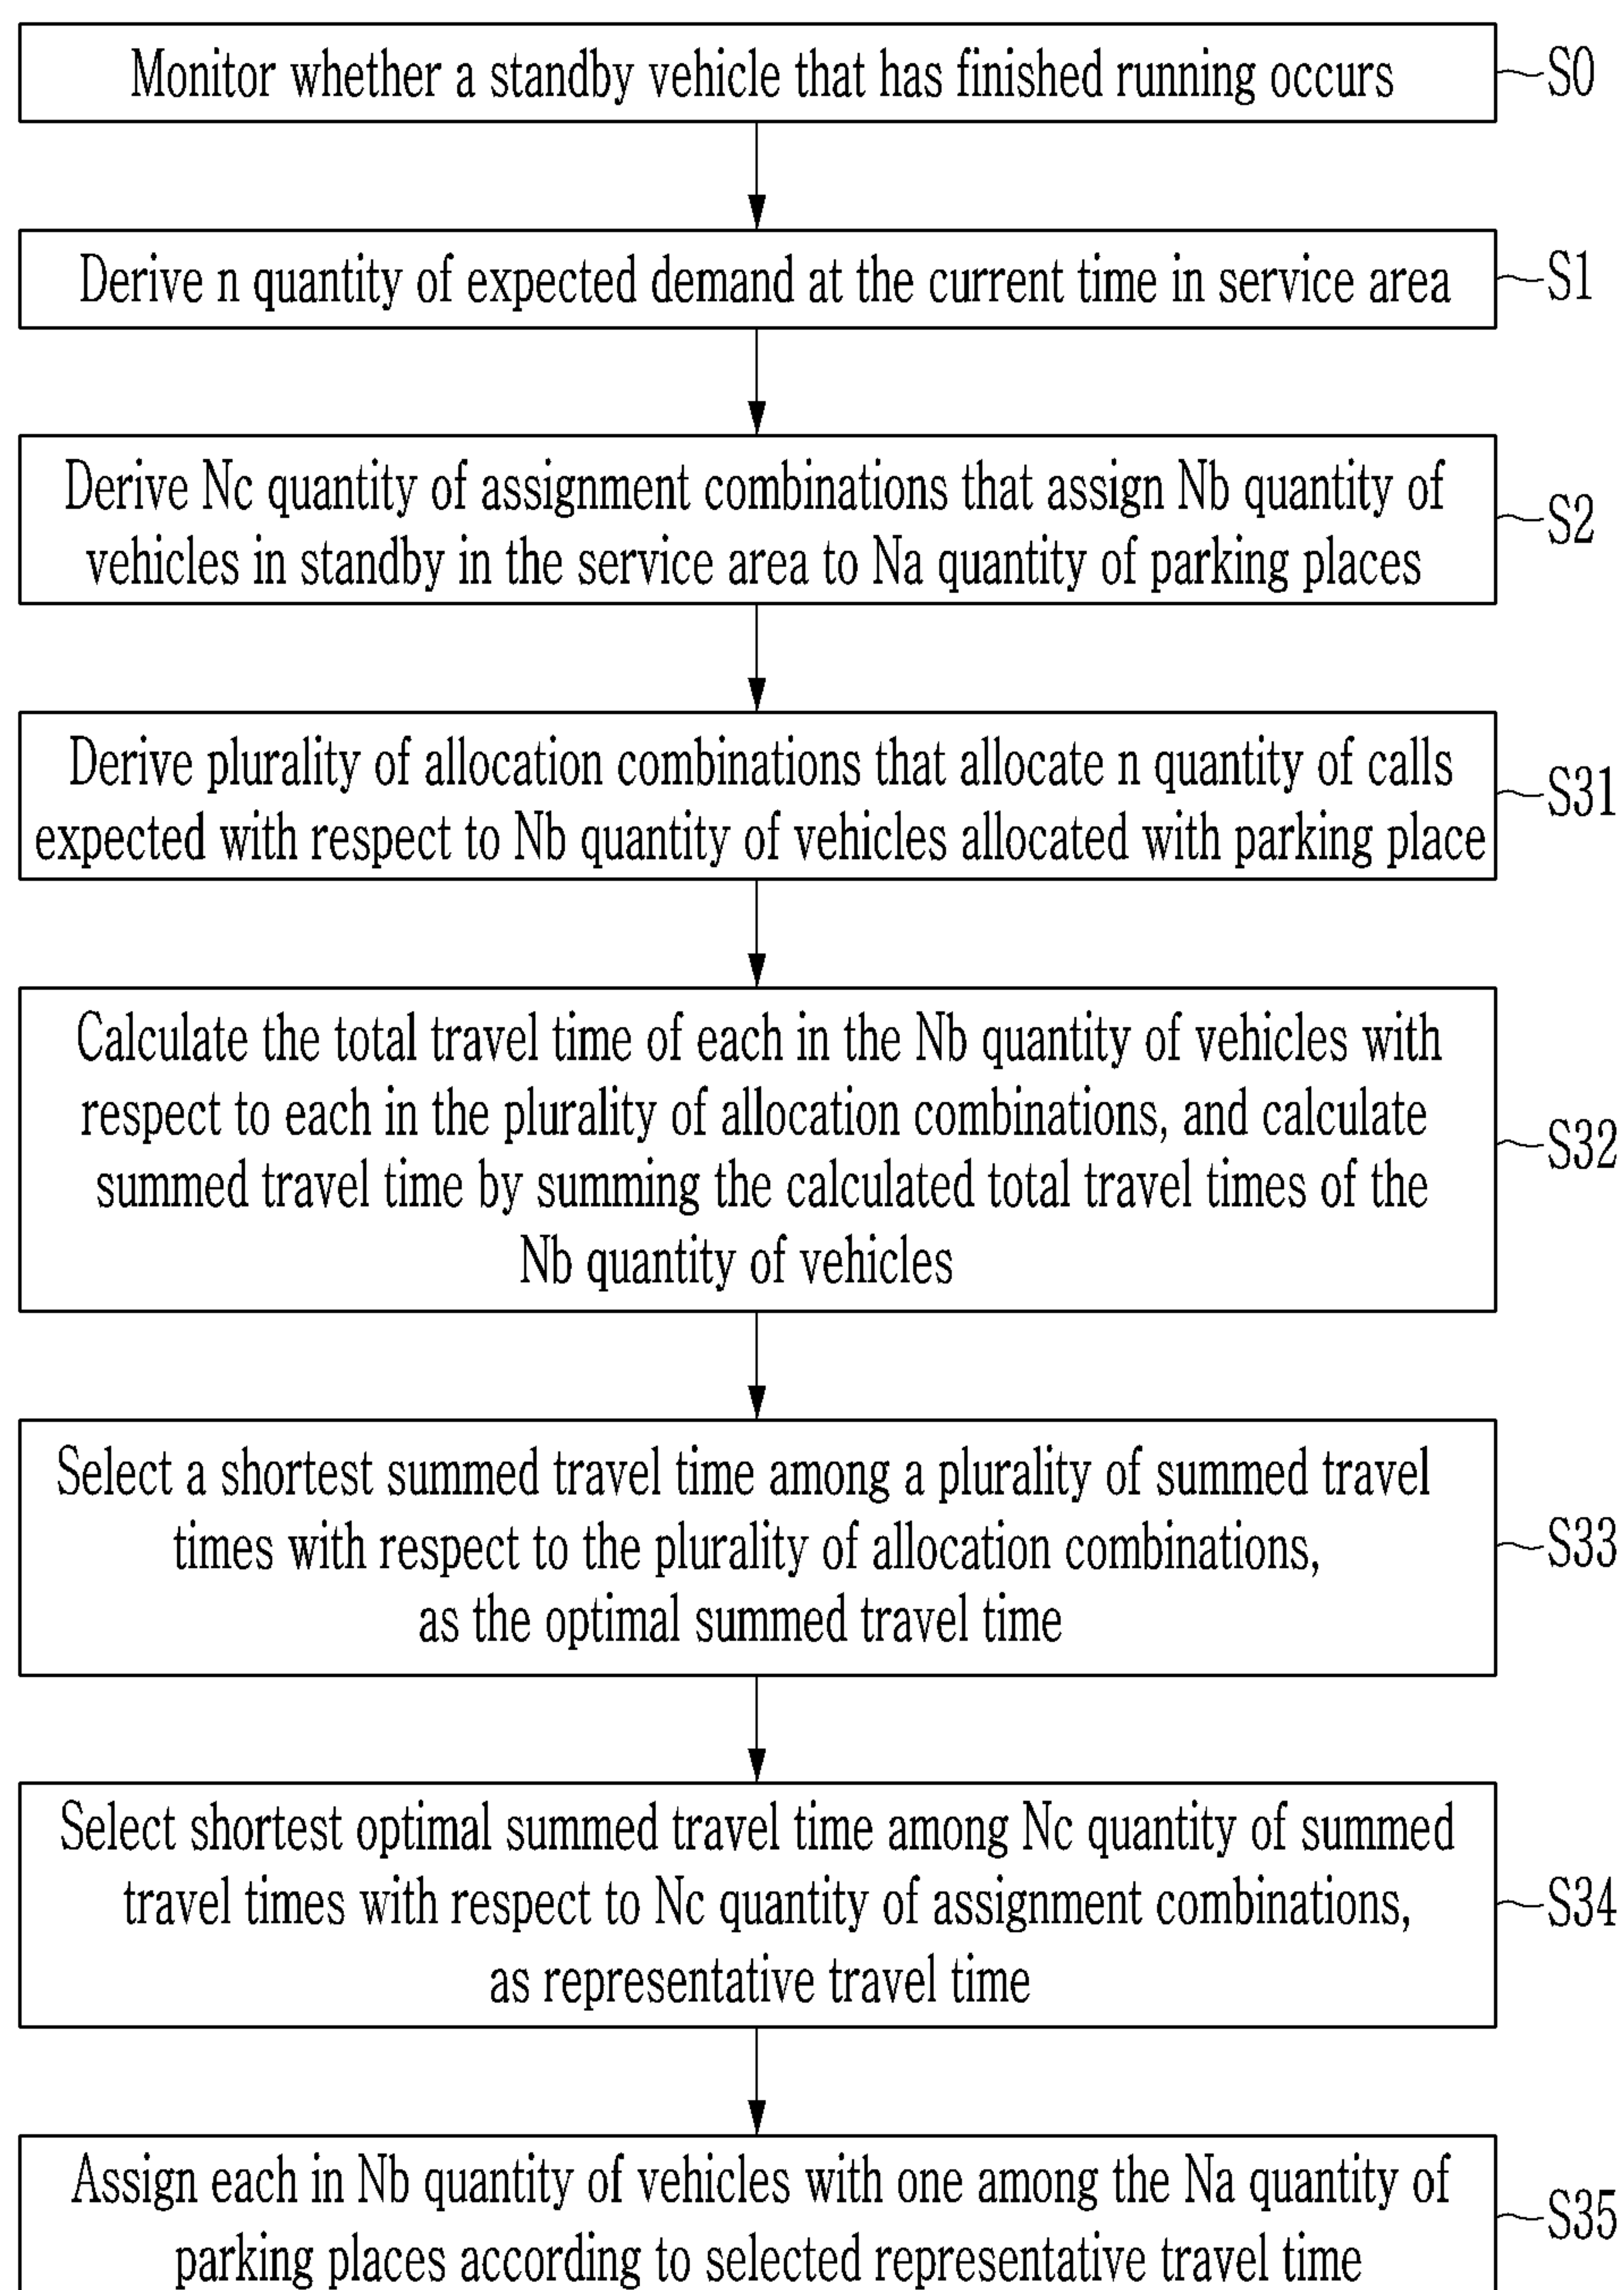 Monitor whether a standby vehicle that has finished running occurs
S0
Derive n quantity of expected demand at the current time in service area
S1
Derive Nc quantity of assignment combinations that assign Nb quantity of
vehicles in standby in the service area to Na quantity of parking places
S2
Derive plurality of allocation combinations that allocate n quantity of calls
expected with respect to Nb quantity of vehicles allocated with parking place
S31
Calculate the total travel time of each in the Nb quantity of vehicles with
respect to each in the plurality of allocation combinations, and calculate
summed travel time by summing the calculated total travel times of the
Nb quantity of vehicles
S32
Select a shortest summed travel time among a plurality of summed travel
times with respect to the plurality of allocation combinations,
as the optimal summed travel time
S33
Select shortest optimal summed travel time among Nc quantity of summed
travel times with respect to Nc quantity of assignment combinations,
as representative travel time
S34
Assign each in Nb quantity of vehicles with one among the Na quantity of
parking places according to selected representative travel time
S35